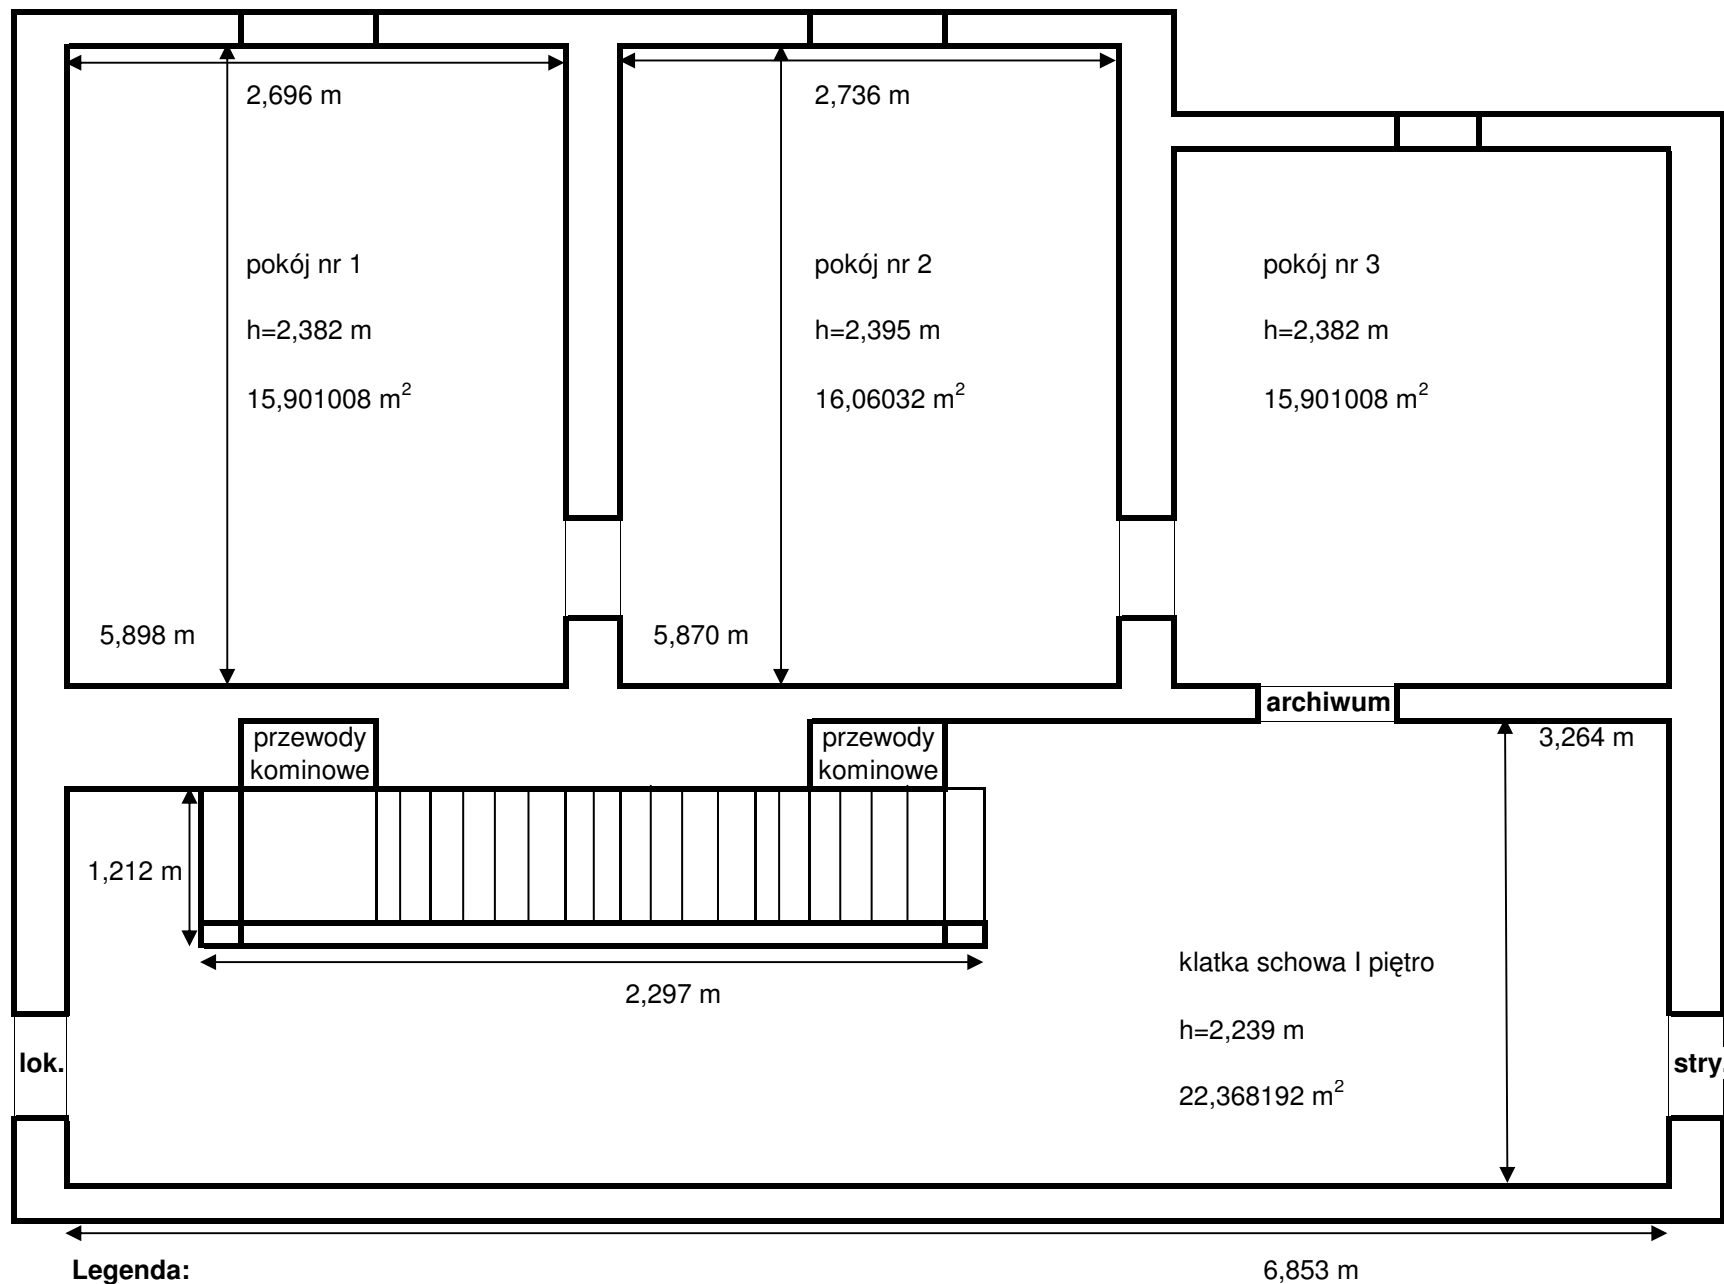 2,696 m
2,736 m
pokój nr 1
h=2,382 m
15,901008 m²
pokój nr 2
h=2,395 m
16,06032 m²
pokój nr 3
h=2,382 m
15,901008 m²
5,898 m
5,870 m
archiwum
przewody
kominowe
przewody
kominowe
3,264 m
1,212 m
2,297 m
klatka schowa I piętro
h=2,239 m
22,368192 m²
lok.
stry.
Legenda:
6,853 m